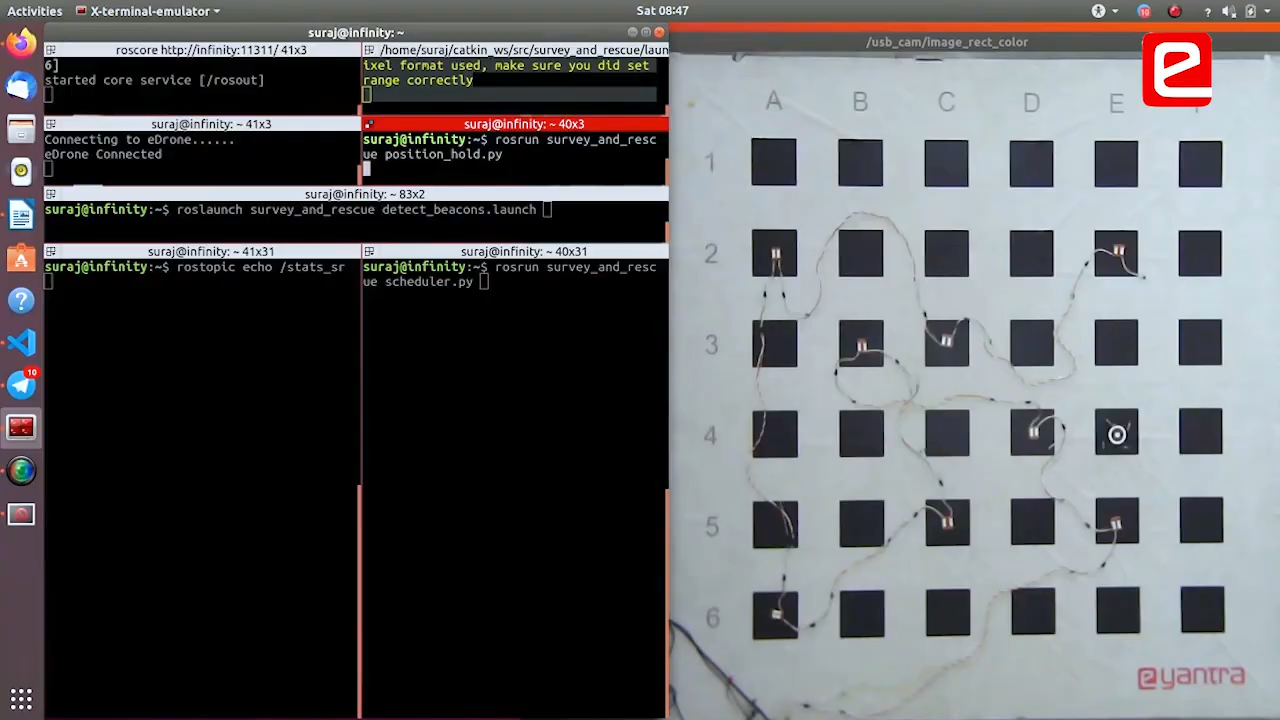 Activities
X-terminal-emulator
Sat 08:47
10
?
suraj@infinity: ~
roscore http://infinity:11311/ 41x3
6]
started core service [/rosout]
/home/suraj/catkin_ws/src/survey_and_rescue/laun
ixel format used, make sure you did set
range correctly
suraj@infinity: ~ 41x3
Connecting to eDrone......
eDrone Connected
suraj@infinity: ~ 40x3
suraj@infinity:~$ rosrun survey_and_resc
ue position_hold.py
suraj@infinity: ~ 83x2
suraj@infinity:~$ roslaunch survey_and_rescue detect_beacons.launch
suraj@infinity: ~ 41x31
suraj@infinity:~$ rostopic echo /stats_sr
suraj@infinity: ~ 40x31
suraj@infinity:~$ rosrun survey_and_resc
ue scheduler.py
10
/usb_cam/image_rect_color
e
A B C D E
1
2
3
4
5
6
eyantra